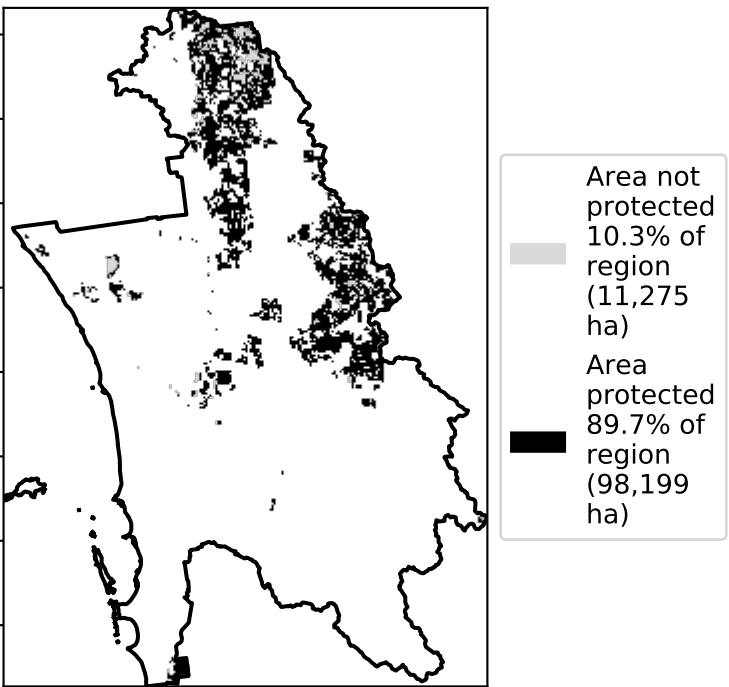 Area not
protected
10.3% of
region
(11,275
ha)
Area
protected
89.7% of
region
(98,199
ha)